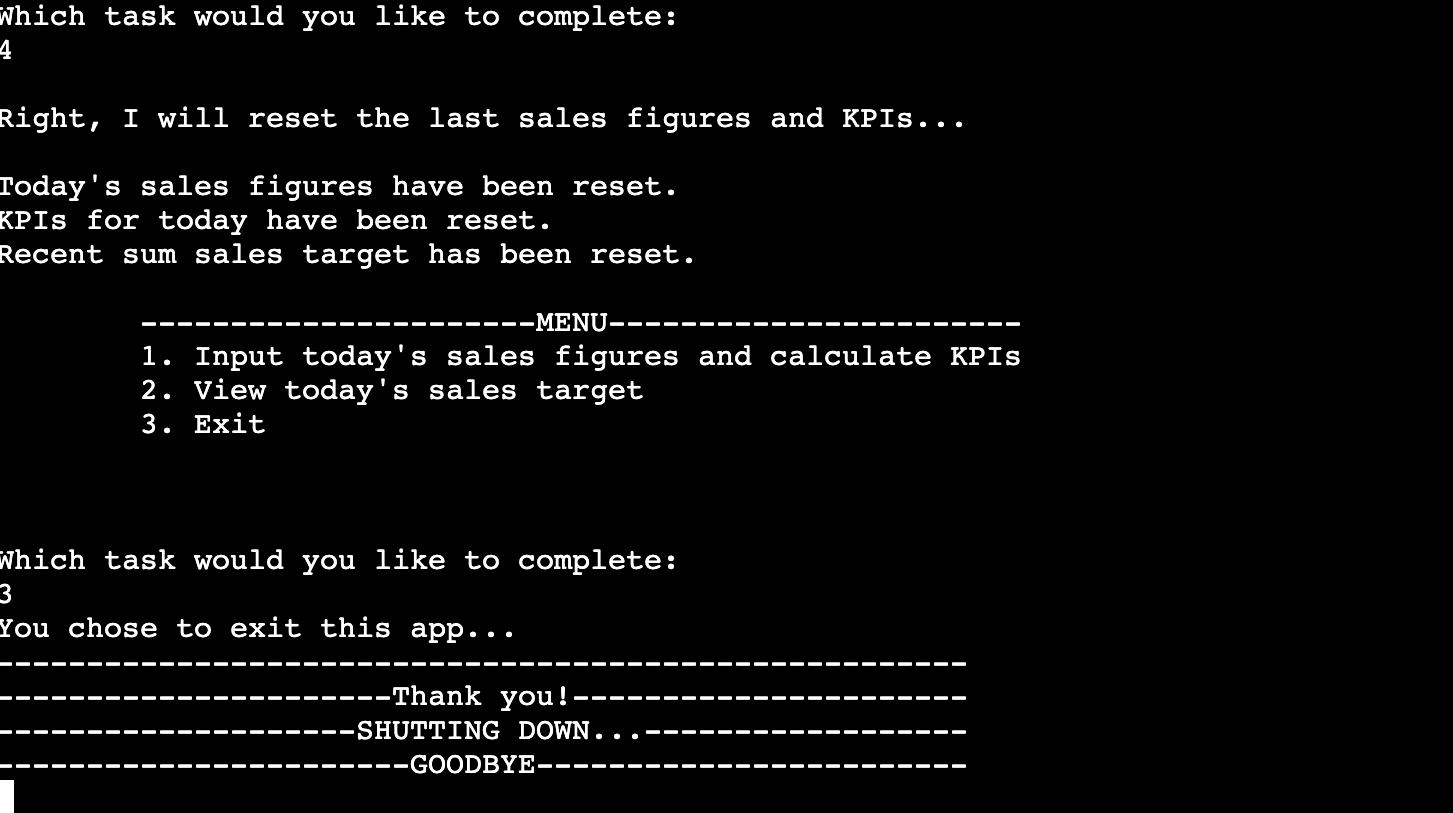 Which task would you like to complete:
4
Right, I will reset the last sales figures and KPIs...
Today's sales figures have been reset.
KPIs for today have been reset.
Recent sum sales target has been reset.
----------------------MENU-----------------------
1. Input today's sales figures and calculate KPIs
2. View today's sales target
3. Exit
Which task would you like to complete:
3
You chose to exit this app...
------------------------------------------------------
----------------------Thank you!----------------------
--------------------SHUTTING DOWN...------------------
-----------------------GOODBYE------------------------